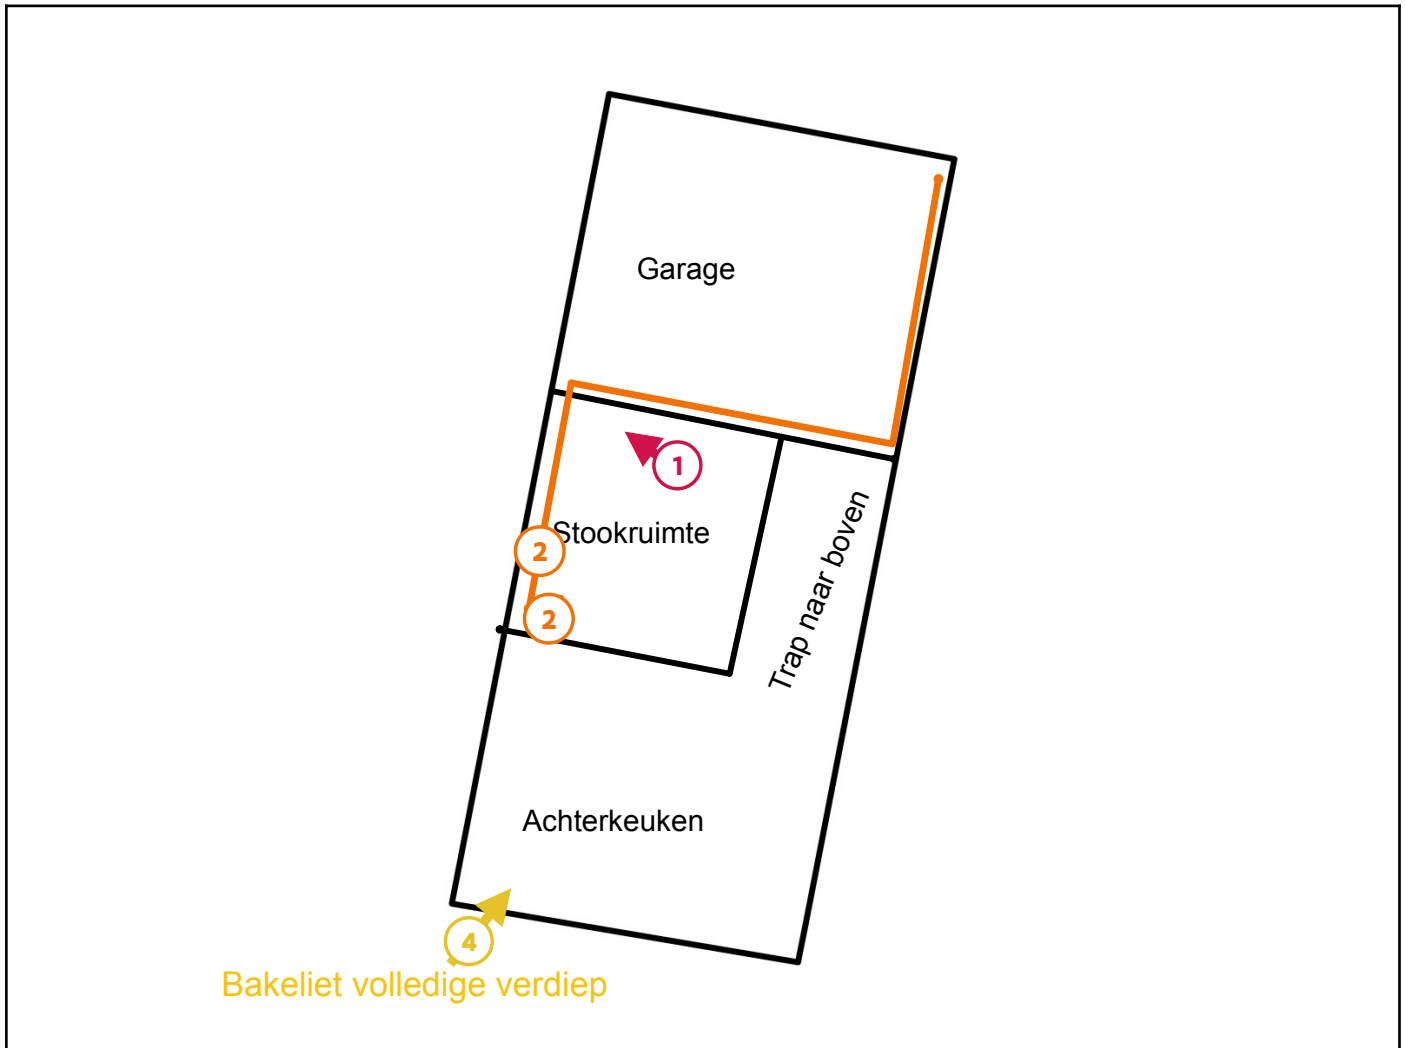 Garage
1
Stookruimte
2
2
Trap naar boven
Achterkeuken
4
Bakeliet volledige verdiep